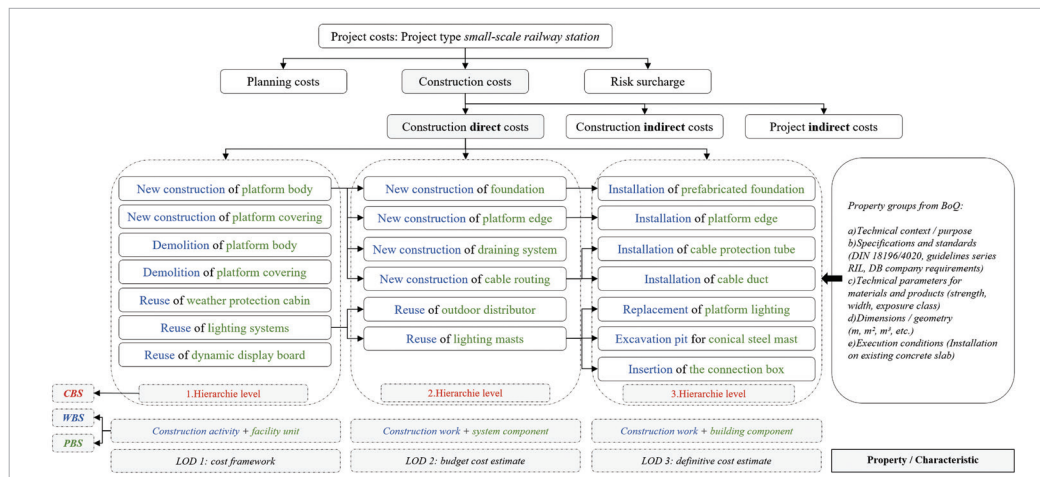 Project costs: Project type small-scale railway station
Planning costs
Construction costs
Risk surcharge
Construction direct costs
Construction indirect costs
Project indirect costs
New construction of platform body
New construction of platform covering
Demolition of platform body
Demolition of platform covering
Reuse of weather protection cabin
Reuse of lighting systems
Reuse of dynamic display board
1.Hierarchie level
New construction of foundation
New construction of platform edge
New construction of draining system
New construction of cable routing
Reuse of outdoor distributor
Reuse of lighting masts
2.Hierarchie level
Installation of prefabricated foundation
Installation of platform edge
Installation of cable protection tube
Installation of cable duct
Replacement of platform lighting
Excavation pit for conical steel mast
Insertion of the connection box
3.Hierarchie level
Property groups from BoQ:
a)Technical context / purpose
b)Specifications and standards
(DIN 18196/4020, guidelines series
RIL, DB company requirements)
c)Technical parameters for
materials and products (strength,
width, exposure class)
d)Dimensions / geometry
(m, m², m³, etc.)
e)Execution conditions (Installation
on existing concrete slab)
CBS
WBS
PBS
Construction activity + facility unit
Construction work + system component
Construction work + building component
LOD 1: cost framework
LOD 2: budget cost estimate
LOD 3: definitive cost estimate
Property / Characteristic